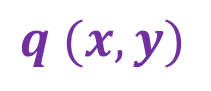 q (x, y)